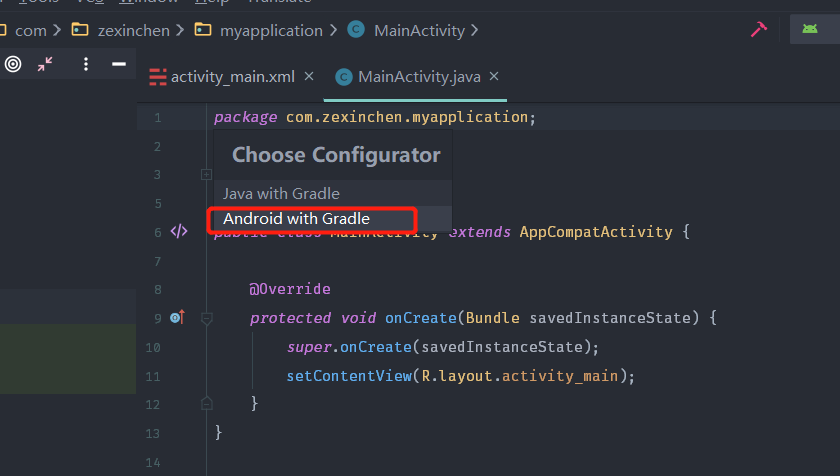 com zexinchen myapplication MainActivity
activity_main.xml MainActivity.java
1 package com.zexinchen.myapplication;
2
Choose Configurator
3
Java with Gradle
5
Android with Gradle
6 public class MainActivity extends AppCompatActivity {
7
8 @Override
9 protected void onCreate(Bundle savedInstanceState) {
10 super.onCreate(savedInstanceState);
11 setContentView(R.layout.activity_main);
12 }
13 }
14